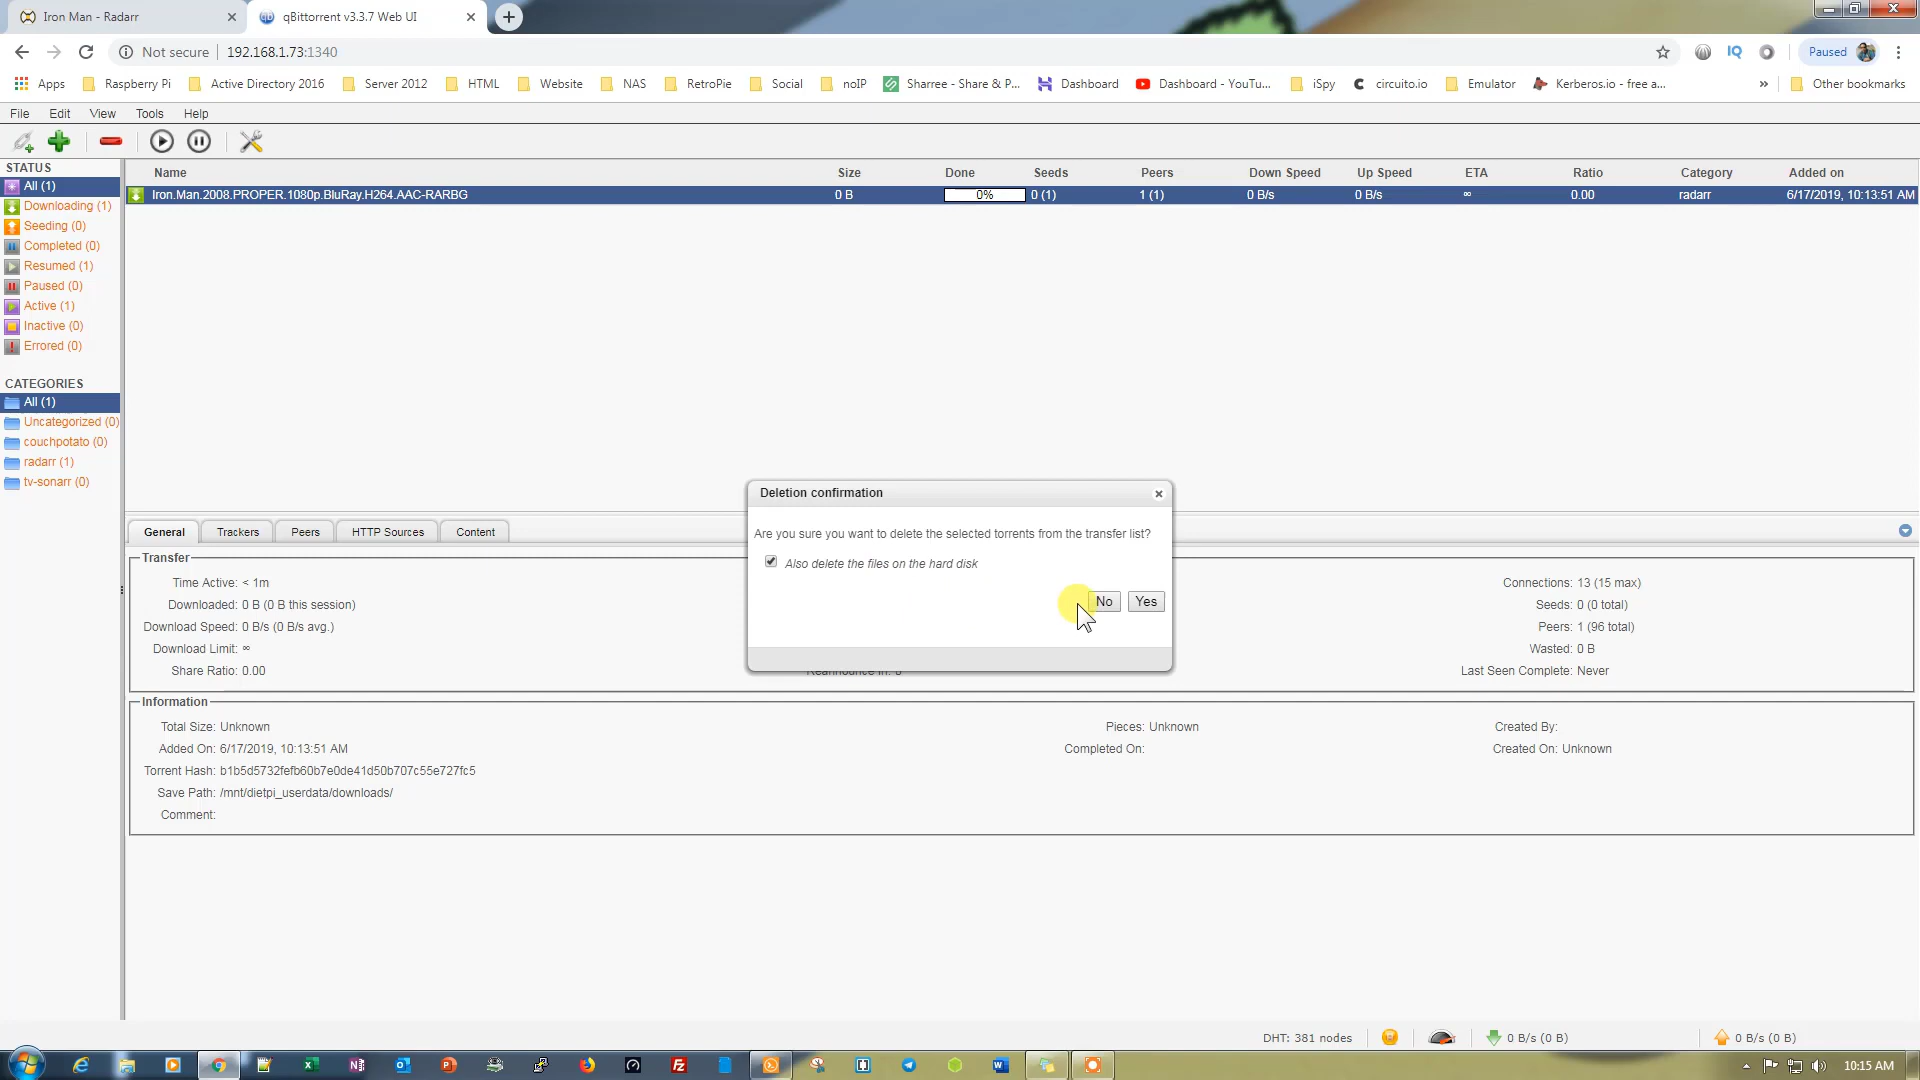 Iron Man - Radarr
qBittorrent v3.3.7 Web UI
Not secure
192.168.1.73:1340
Paused
Apps
Raspberry Pi
Active Directory 2016
Server 2012
HTML
Website
NAS
RetroPie
Social
noIP
Sharree - Share & P...
Dashboard
Dashboard - YouTu...
iSpy
circuito.io
Emulator
Kerberos.io - free a...
Other bookmarks
File Edit View Tools Help
STATUS
All (1)
Downloading (1)
Seeding (0)
Completed (0)
Resumed (1)
Paused (0)
Active (1)
Inactive (0)
Errored (0)
CATEGORIES
All (1)
Uncategorized (0)
couchpotato (0)
radarr (1)
tv-sonarr (0)
Name Size Done Seeds Peers Down Speed Up Speed ETA Ratio Category Added on
Iron.Man.2008.PROPER.1080p.BluRay.H264.AAC-RARBG 0 B 0% 0 (1) 1 (1) 0 B/s 0 B/s ∞ 0.00 radarr 6/17/2019, 10:13:51 AM
Deletion confirmation
Are you sure you want to delete the selected torrents from the transfer list?
Also delete the files on the hard disk
No Yes
General Trackers Peers HTTP Sources Content
Transfer
Time Active: < 1m
Downloaded: 0 B (0 B this session)
Download Speed: 0 B/s (0 B/s avg.)
Download Limit: ∞
Share Ratio: 0.00
Connections: 13 (15 max)
Seeds: 0 (0 total)
Peers: 1 (96 total)
Wasted: 0 B
Last Seen Complete: Never
Information
Total Size: Unknown
Added On: 6/17/2019, 10:13:51 AM
Torrent Hash: b1b5d5732fefb60b7e0de41d50b707c55e727fc5
Save Path: /mnt/dietpi_userdata/downloads/
Comment:
Pieces: Unknown
Completed On:
Created By:
Created On: Unknown
DHT: 381 nodes
0 B/s (0 B)
0 B/s (0 B)
10:15 AM